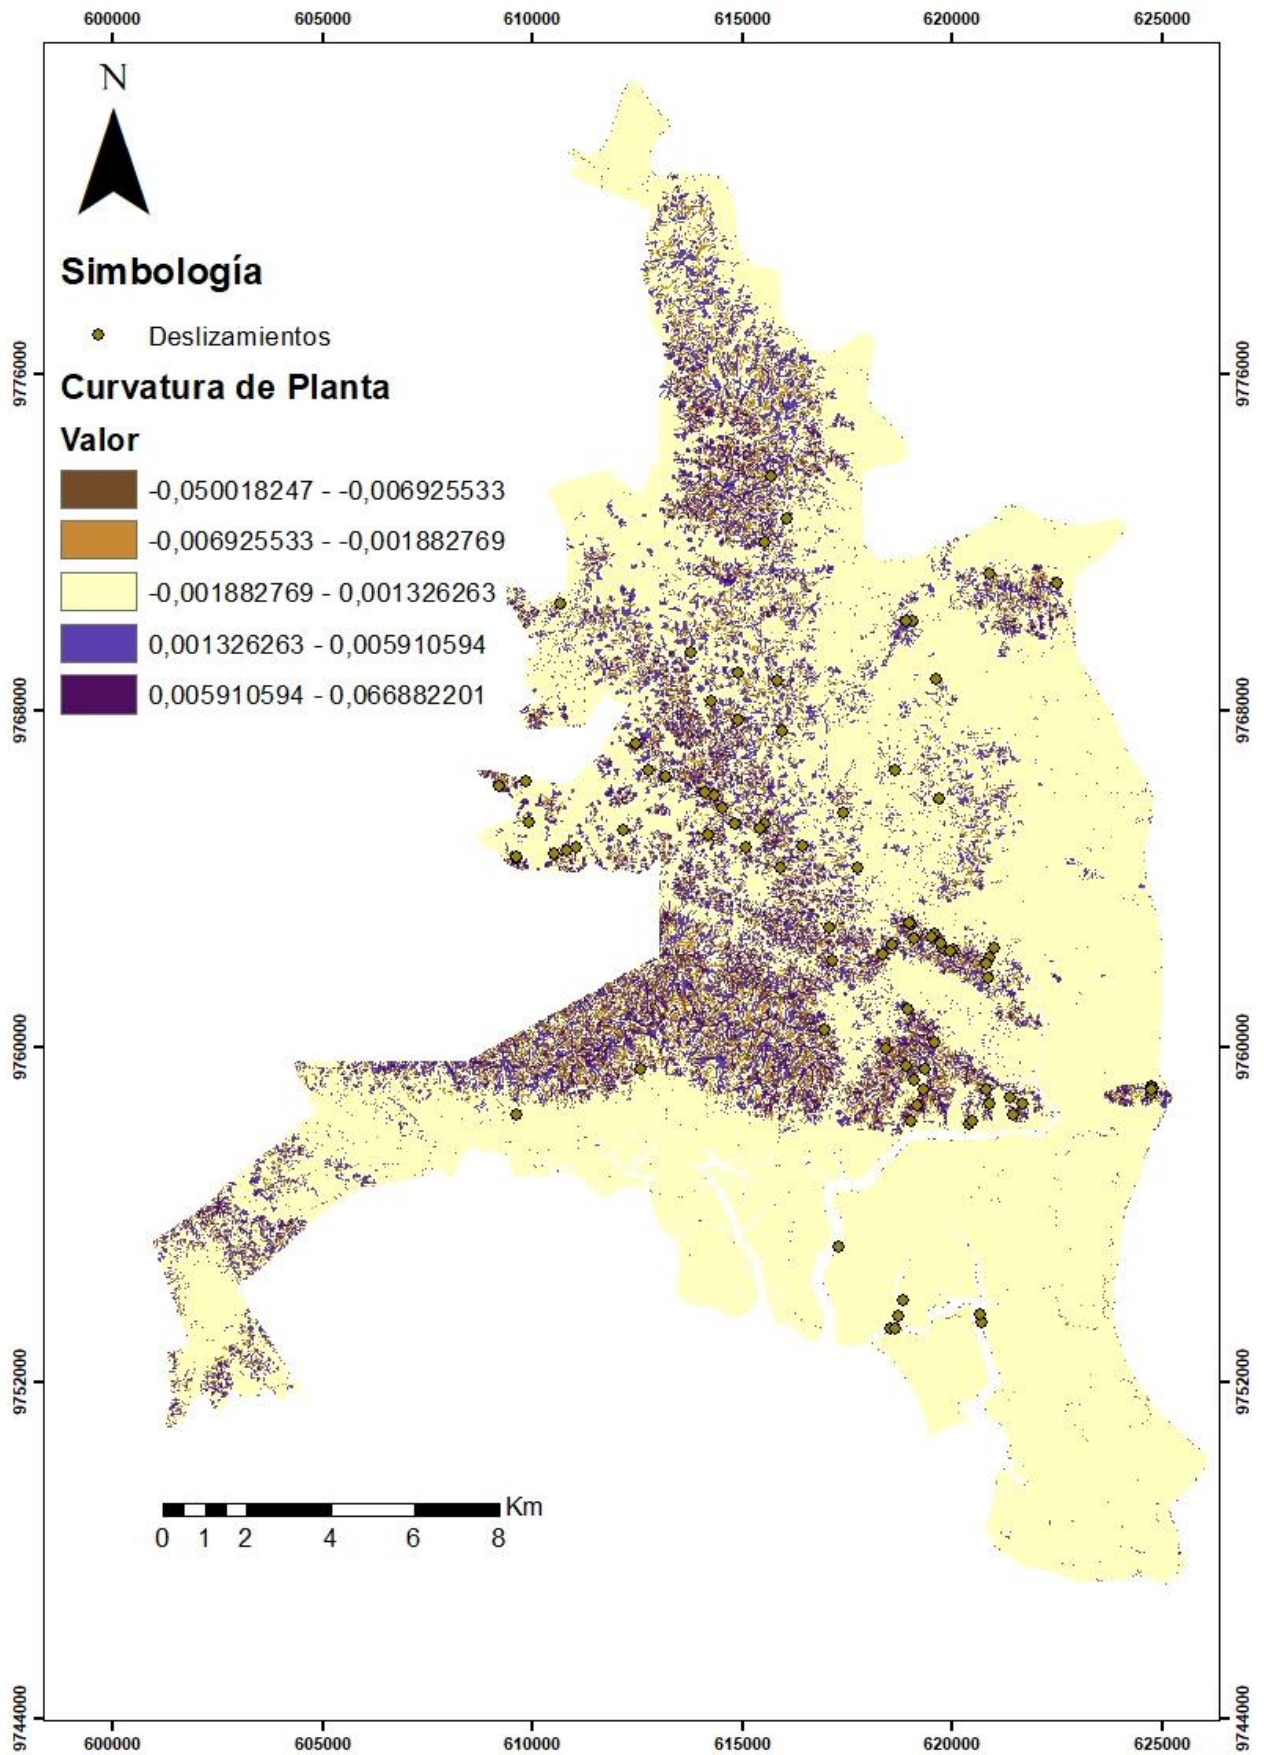 600000 605000 610000 615000 620000 625000
N
Simbología
Deslizamientos
Curvatura de Planta
Valor
-0,050018247 - -0,006925533
-0,006925533 - -0,001882769
-0,001882769 - 0,001326263
0,001326263 - 0,005910594
0,005910594 - 0,066882201
9776000 9776000
9768000 9768000
9760000 9760000
9752000 9752000
Km
0 1 2 4 6 8
9744000 9744000
600000 605000 610000 615000 620000 625000